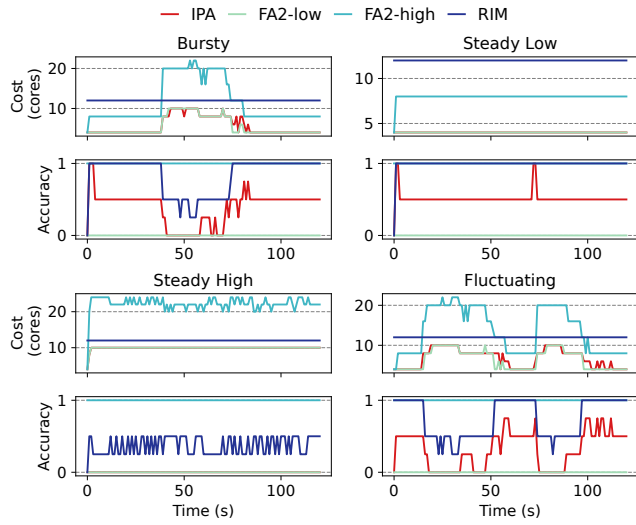 IPA FA2-low FA2-high RIM
Bursty Steady Low
Cost
(cores)
20
10
10
5
Accuracy
1
0
1
0
0 100
0 100
Steady High Fluctuating
Cost
(cores)
20
10
20
10
Accuracy
1
0
1
0
0 50 100
0 50 100
Time (s) Time (s)